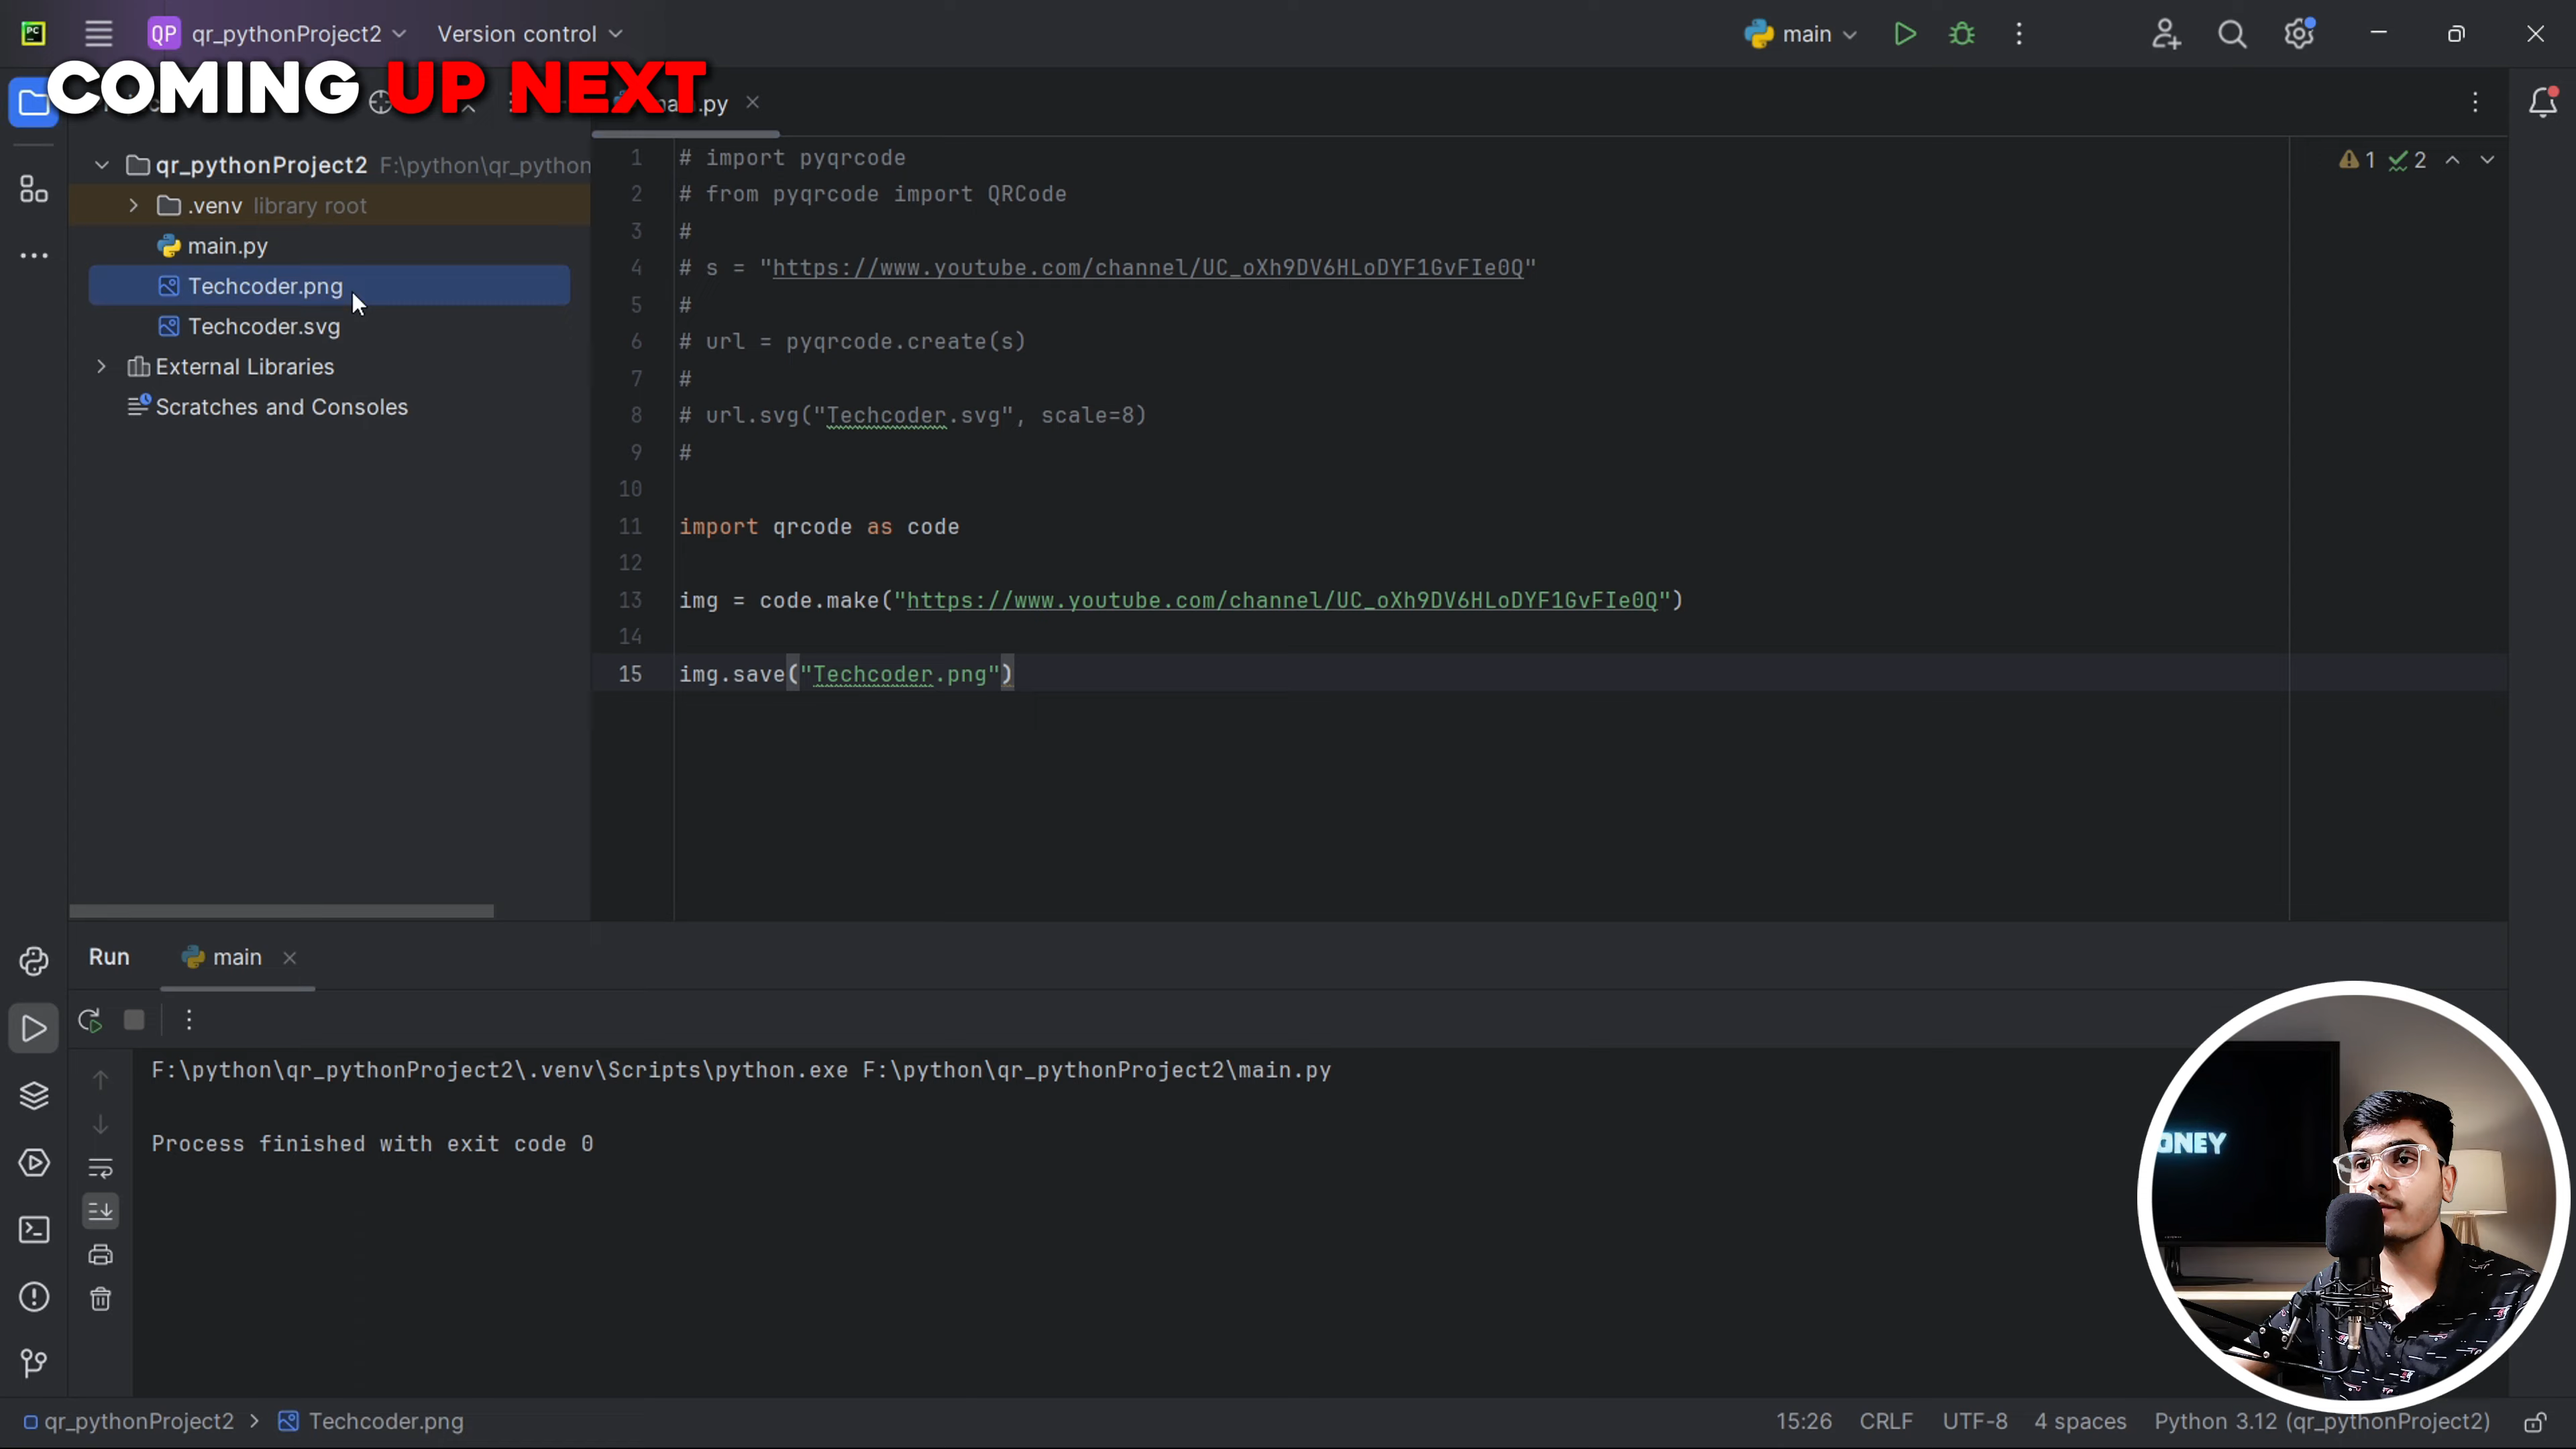 QP qr_pythonProject2 Version control main
COMING UP NEXT
main.py
qr_pythonProject2 F:\python\qr_python
.venv library root
main.py
Techcoder.png
Techcoder.svg
External Libraries
Scratches and Consoles
1 2
1 # import pyqrcode
2 # from pyqrcode import QRCode
3 #
4 # s = "https://www.youtube.com/channel/UC_oXh9DV6HLoDYF1GvFIe0Q"
5 #
6 # url = pyqrcode.create(s)
7 #
8 # url.svg("Techcoder.svg", scale=8)
9 #
10
11 import qrcode as code
12
13 img = code.make("https://www.youtube.com/channel/UC_oXh9DV6HLoDYF1GvFIe0Q")
14
15 img.save("Techcoder.png")
Run main
F:\python\qr_pythonProject2\.venv\Scripts\python.exe F:\python\qr_pythonProject2\main.py
Process finished with exit code 0
ONEY
qr_pythonProject2 > Techcoder.png 15:26 CRLF UTF-8 4 spaces Python 3.12 (qr_pythonProject2)